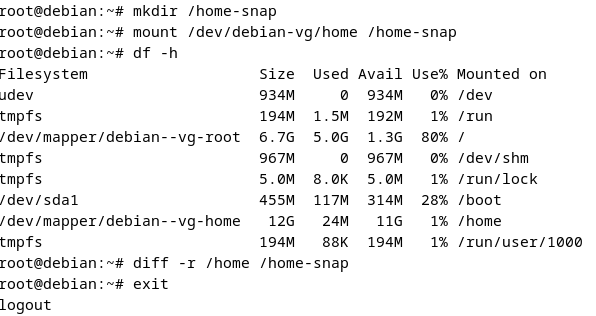 root@debian:~# mkdir /home-snap
root@debian:~# mount /dev/debian-vg/home /home-snap
root@debian:~# df -h
Filesystem                   Size  Used Avail Use% Mounted on
udev                         934M     0  934M   0% /dev
tmpfs                        194M  1.5M  192M   1% /run
/dev/mapper/debian--vg-root  6.7G  5.0G  1.3G  80% /
tmpfs                        967M     0  967M   0% /dev/shm
tmpfs                        5.0M  8.0K  5.0M   1% /run/lock
/dev/sda1                    455M  117M  314M  28% /boot
/dev/mapper/debian--vg-home   12G   24M   11G   1% /home
tmpfs                        194M   88K  194M   1% /run/user/1000
root@debian:~# diff -r /home /home-snap
root@debian:~# exit
logout